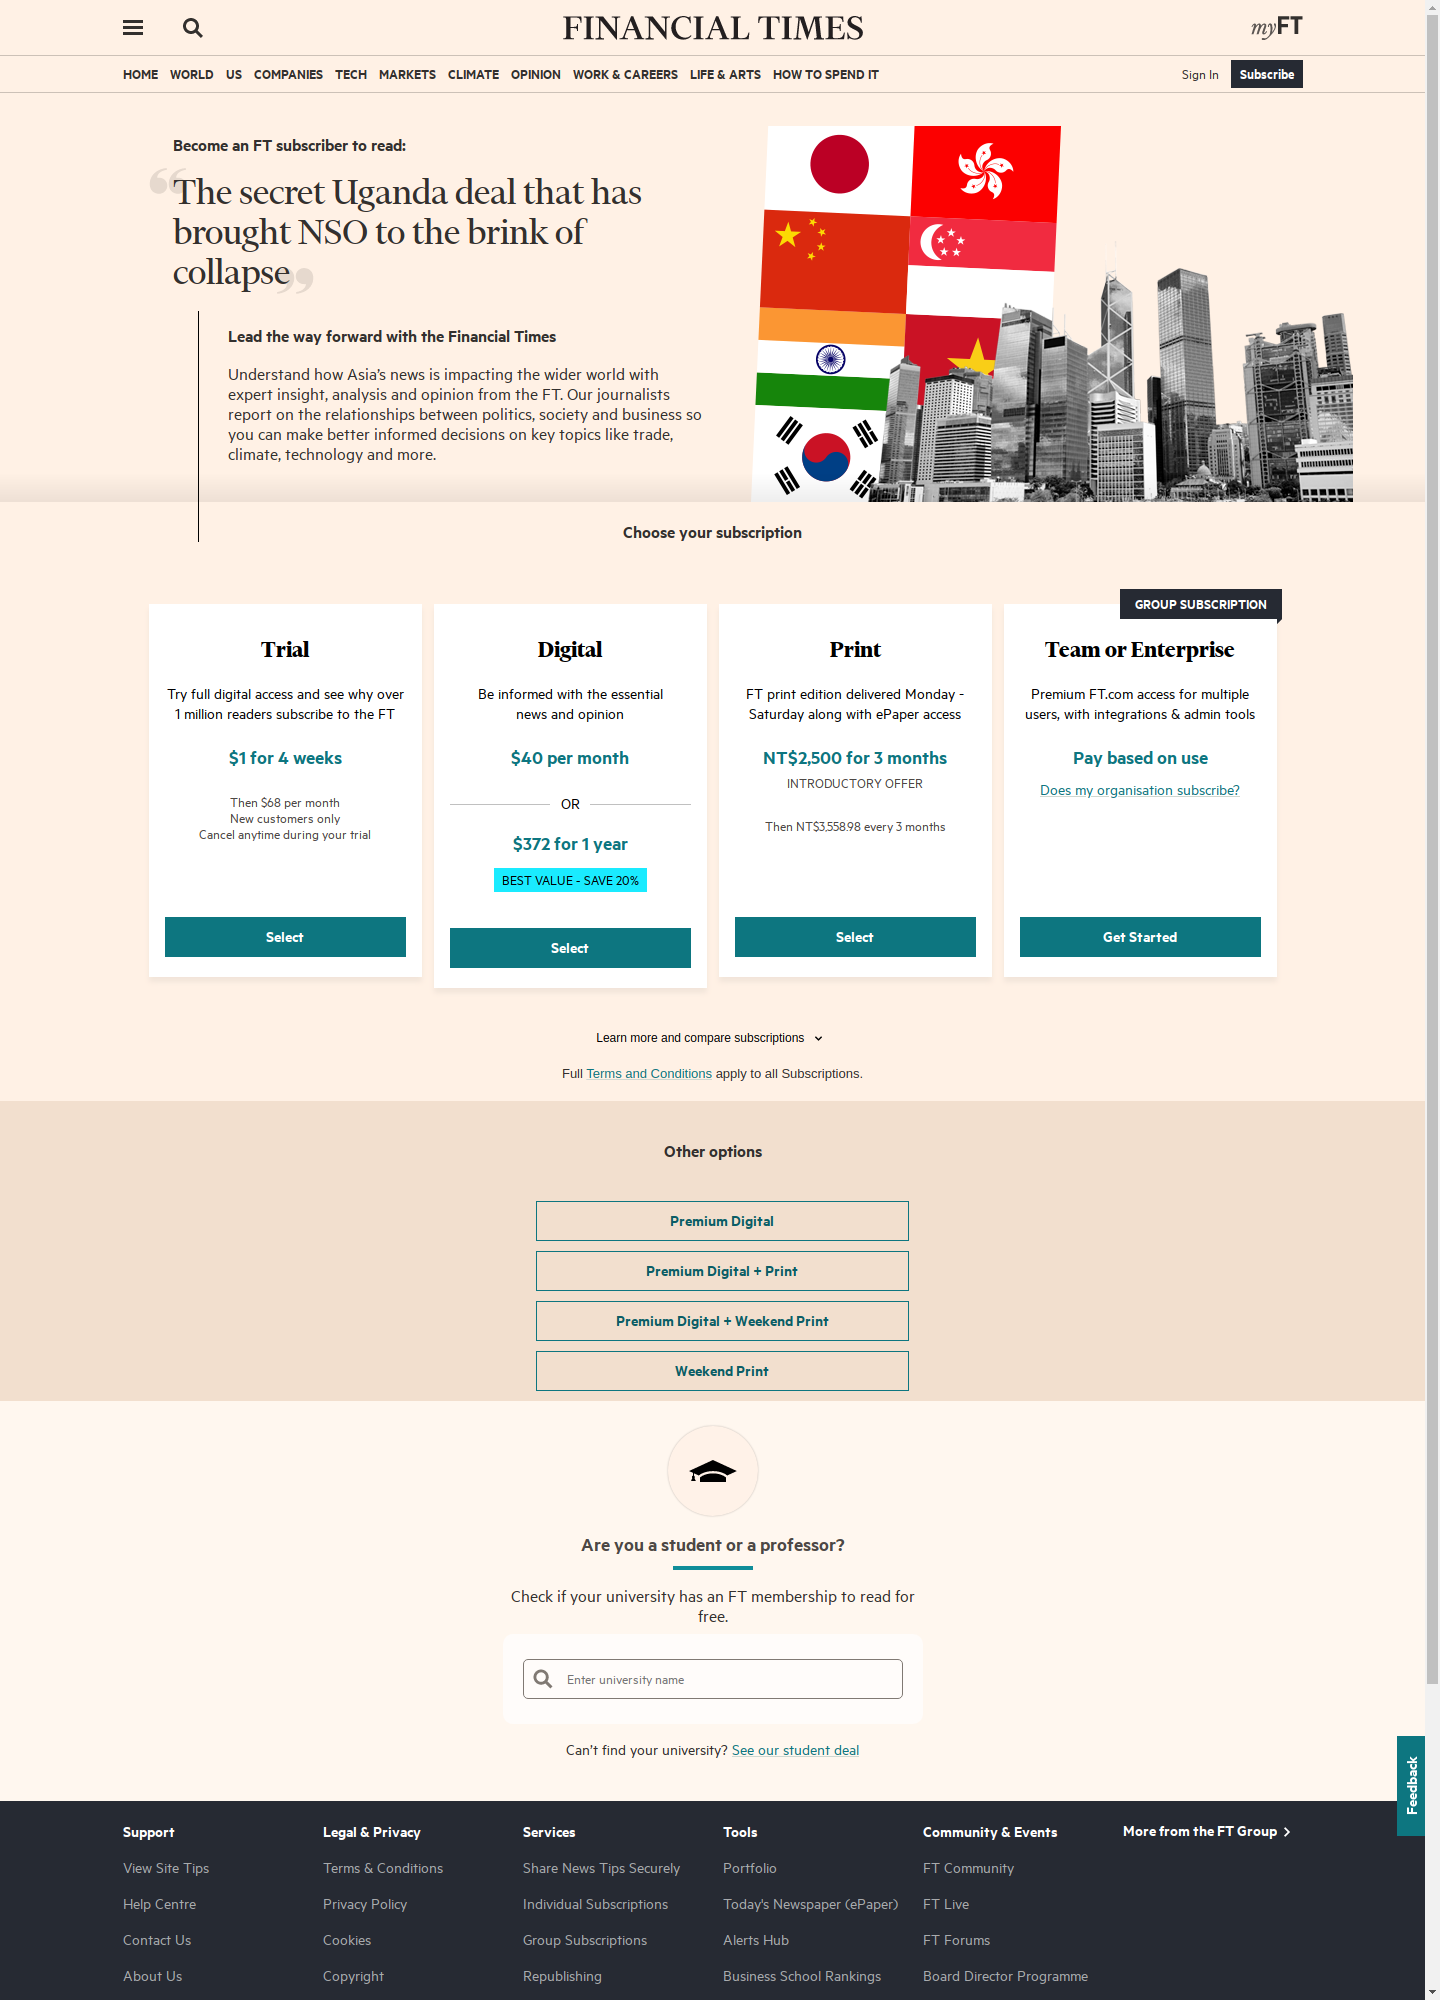 FINANCIAL TIMES
myFT
HOME WORLD US COMPANIES TECH MARKETS CLIMATE OPINION WORK & CAREERS LIFE & ARTS HOW TO SPEND IT
Sign In Subscribe
Become an FT subscriber to read:
“The secret Uganda deal that has
brought NSO to the brink of
collapse”
Lead the way forward with the Financial Times
Understand how Asia’s news is impacting the wider world with
expert insight, analysis and opinion from the FT. Our journalists
report on the relationships between politics, society and business so
you can make better informed decisions on key topics like trade,
climate, technology and more.
Choose your subscription
Trial
Try full digital access and see why over
1 million readers subscribe to the FT
$1 for 4 weeks
Then $68 per month
New customers only
Cancel anytime during your trial
Select
Digital
Be informed with the essential
news and opinion
$40 per month
OR
$372 for 1 year
BEST VALUE - SAVE 20%
Select
Print
FT print edition delivered Monday -
Saturday along with ePaper access
NT$2,500 for 3 months
INTRODUCTORY OFFER
Then NT$3,558.98 every 3 months
Select
GROUP SUBSCRIPTION
Team or Enterprise
Premium FT.com access for multiple
users, with integrations & admin tools
Pay based on use
Does my organisation subscribe?
Get Started
Learn more and compare subscriptions
Full Terms and Conditions apply to all Subscriptions.
Other options
Premium Digital
Premium Digital + Print
Premium Digital + Weekend Print
Weekend Print
Are you a student or a professor?
Check if your university has an FT membership to read for
free.
Enter university name
Can’t find your university? See our student deal
Feedback
Support
View Site Tips
Help Centre
Contact Us
About Us
Legal & Privacy
Terms & Conditions
Privacy Policy
Cookies
Copyright
Services
Share News Tips Securely
Individual Subscriptions
Group Subscriptions
Republishing
Tools
Portfolio
Today's Newspaper (ePaper)
Alerts Hub
Business School Rankings
Community & Events
FT Community
FT Live
FT Forums
Board Director Programme
More from the FT Group